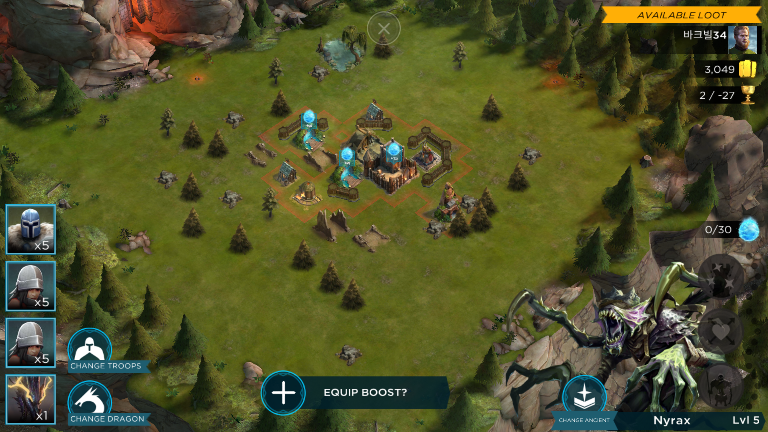 AVAILABLE LOOT
바크빌34
3,049
2 / -27
0/30
x5
x5
x5
x1
CHANGE TROOPS
CHANGE DRAGON
EQUIP BOOST?
CHANGE ANCIENT
Nyrax
Lvl 5